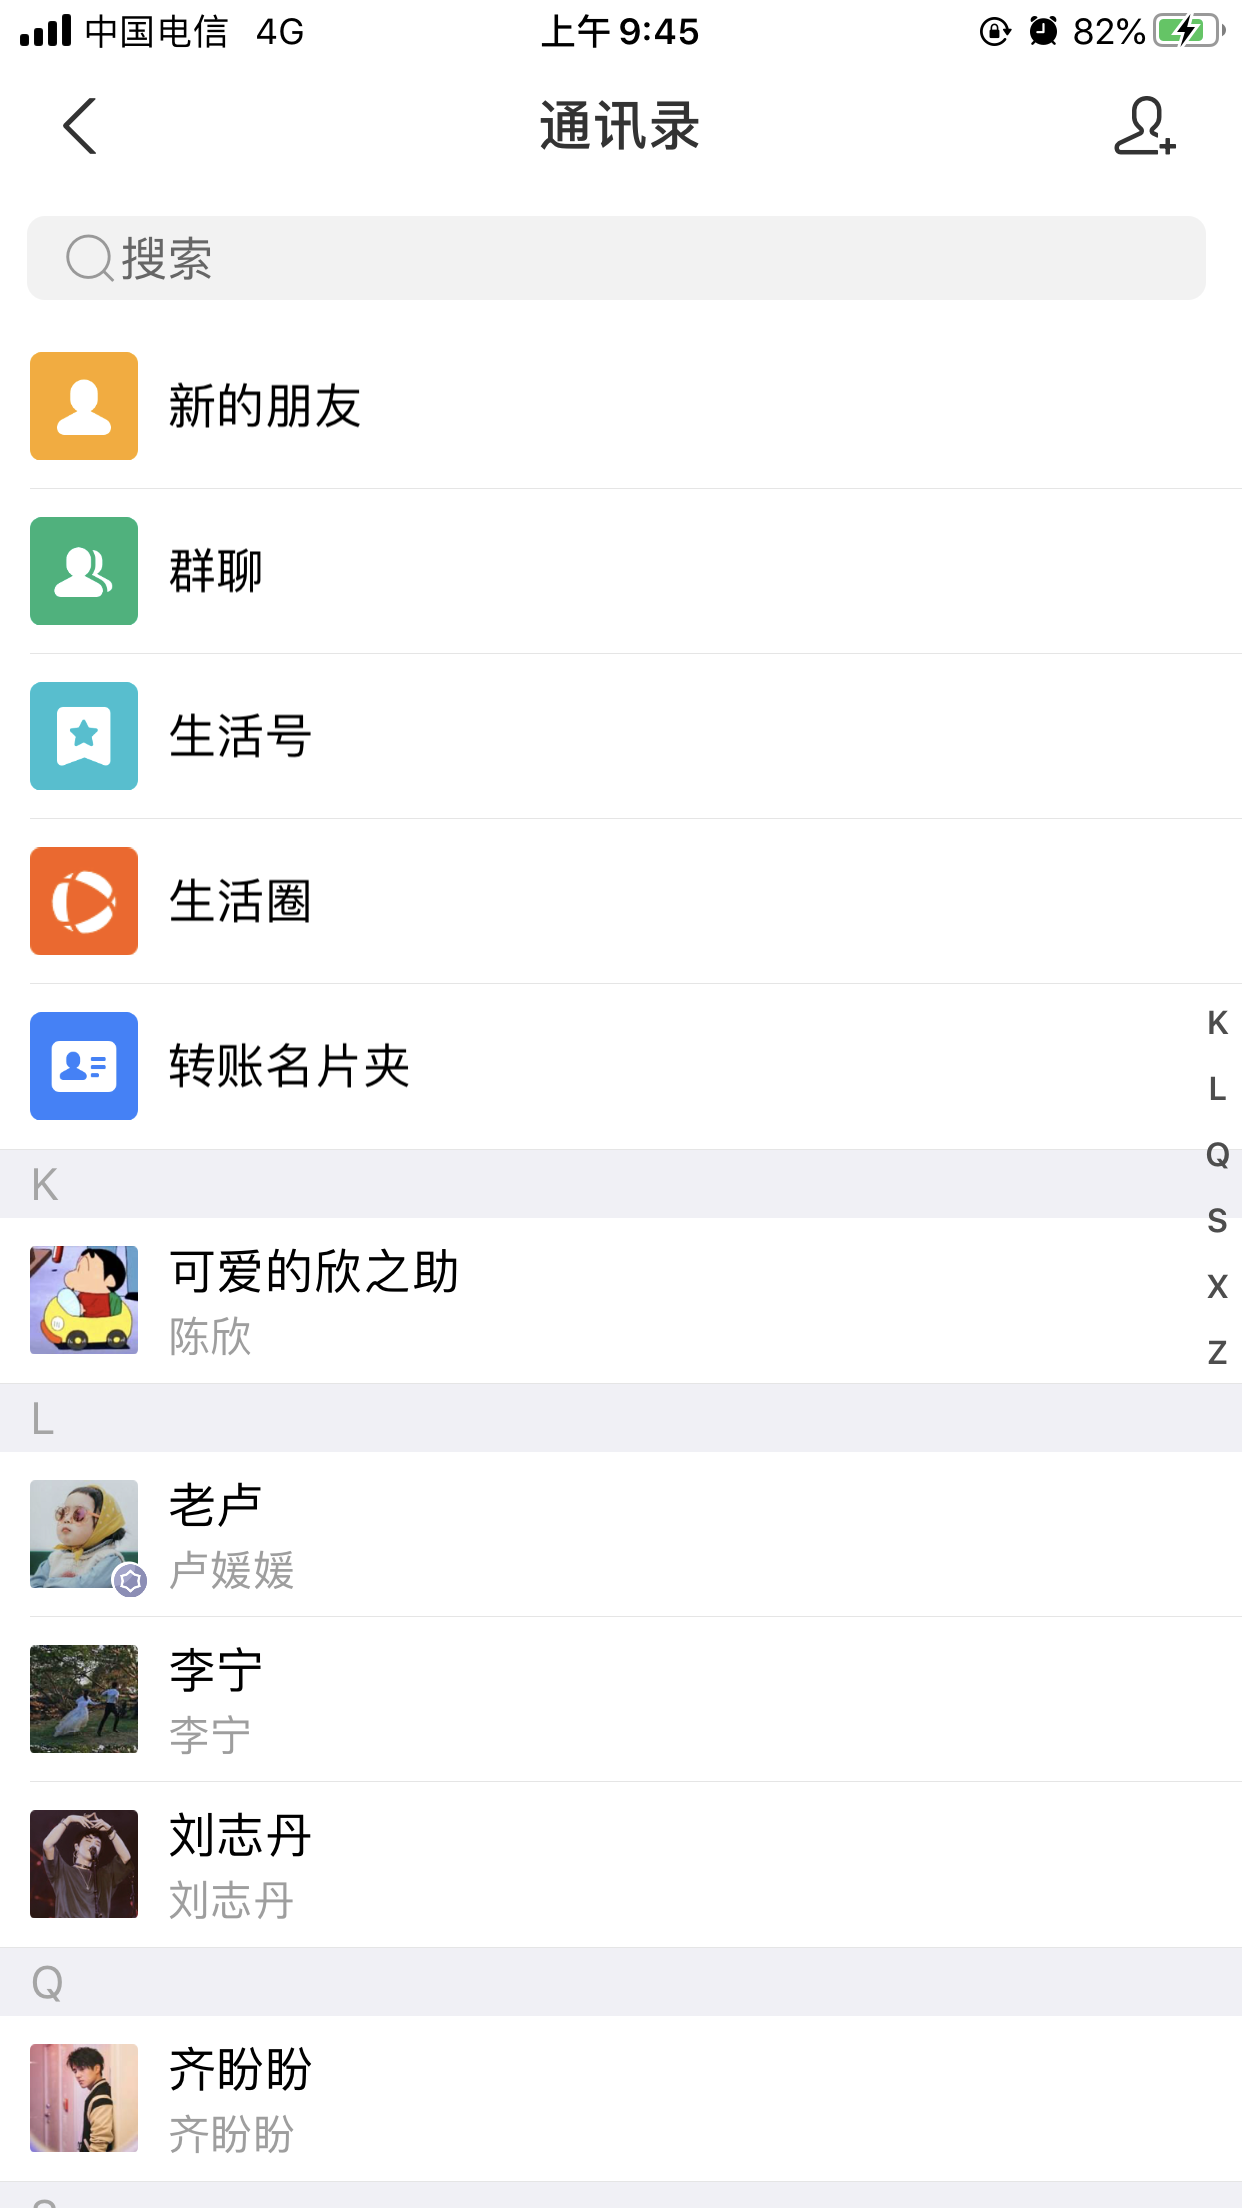 中国电信 4G 上午 9:45 82%
通讯录
搜索
新的朋友
群聊
生活号
生活圈
转账名片夹
K
L
Q
S
X
Z
K
可爱的欣之助
陈欣
L
老卢
卢媛媛
李宁
李宁
刘志丹
刘志丹
Q
齐盼盼
齐盼盼